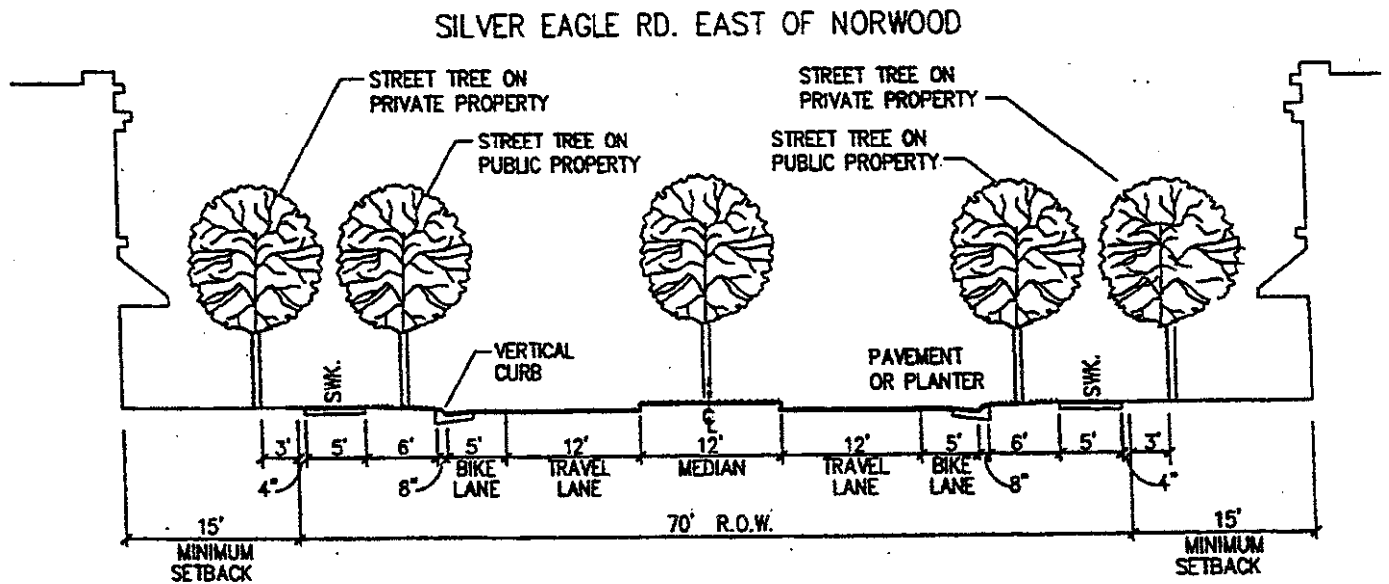 SILVER EAGLE RD. EAST OF NORWOOD
STREET TREE ON
PRIVATE PROPERTY
STREET TREE ON
PUBLIC PROPERTY
STREET TREE ON
PRIVATE PROPERTY
STREET TREE ON
PUBLIC PROPERTY
SWK.
VERTICAL
CURB
PAVEMENT
OR PLANTER
SWK.
℄
3' 5' 6' 5' 12' 12' 12' 5' 6' 5' 3'
4" 8" BIKE LANE TRAVEL LANE MEDIAN TRAVEL LANE BIKE LANE 8" 4"
15' 70' R.O.W. 15'
MINIMUM
SETBACK
MINIMUM
SETBACK